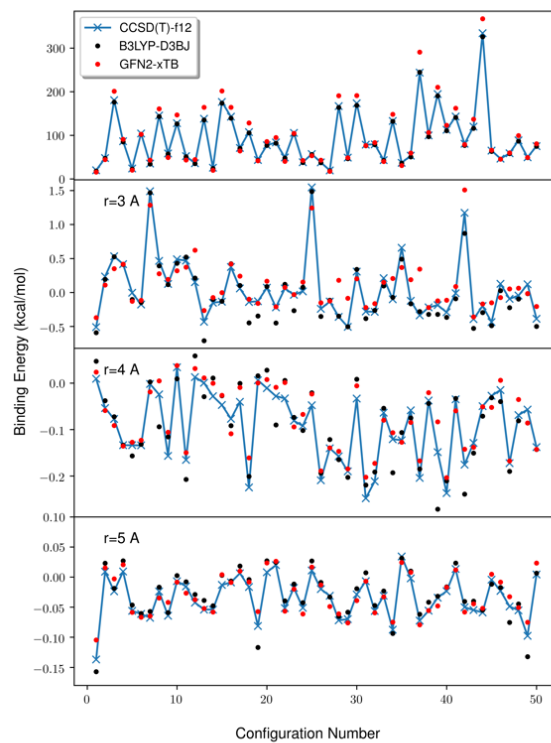 CCSD(T)-f12
B3LYP-D3BJ
GFN2-xTB
300
200
100
0
r=3 A
1.5
1.0
0.5
0.0
−0.5
r=4 A
0.0
−0.1
−0.2
0.10
r=5 A
0.05
0.00
−0.05
−0.10
−0.15
0 10 20 30 40 50
Binding Energy (kcal/mol)
Configuration Number